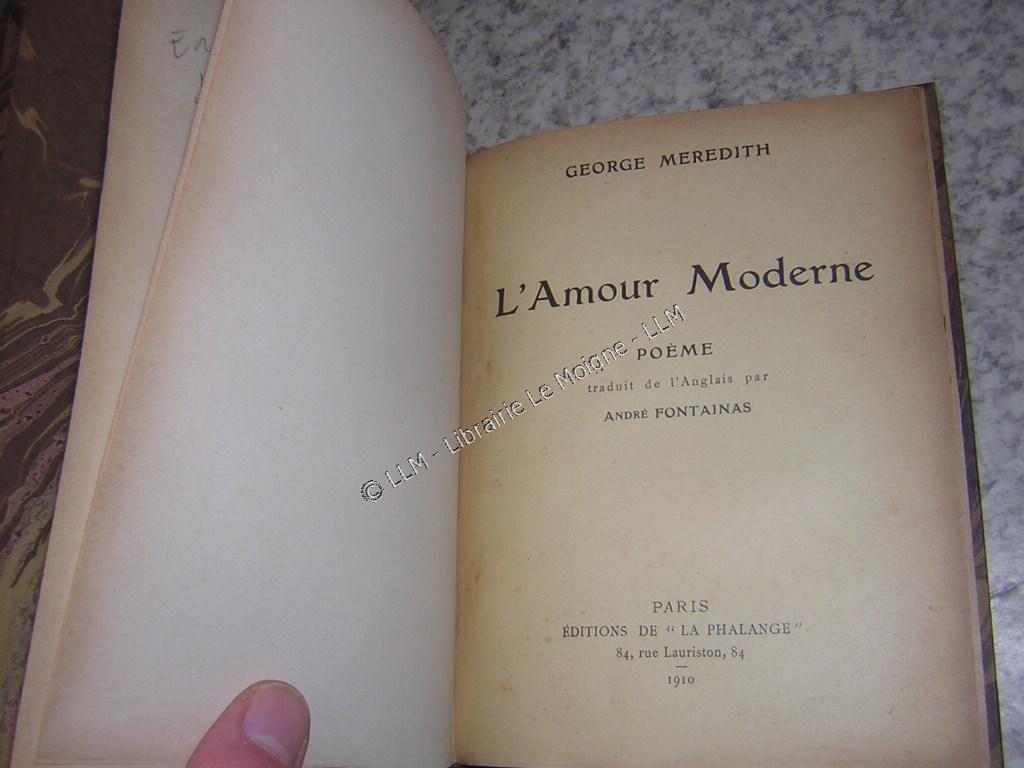 En
GEORGE MEREDITH
L'Amour Moderne
POÈME
traduit de l'Anglais par
ANDRÉ FONTAINAS
PARIS
ÉDITIONS DE “ LA PHALANGE ”
84, rue Lauriston, 84
1910
© LLM - Librairie Le Moigne - LLM